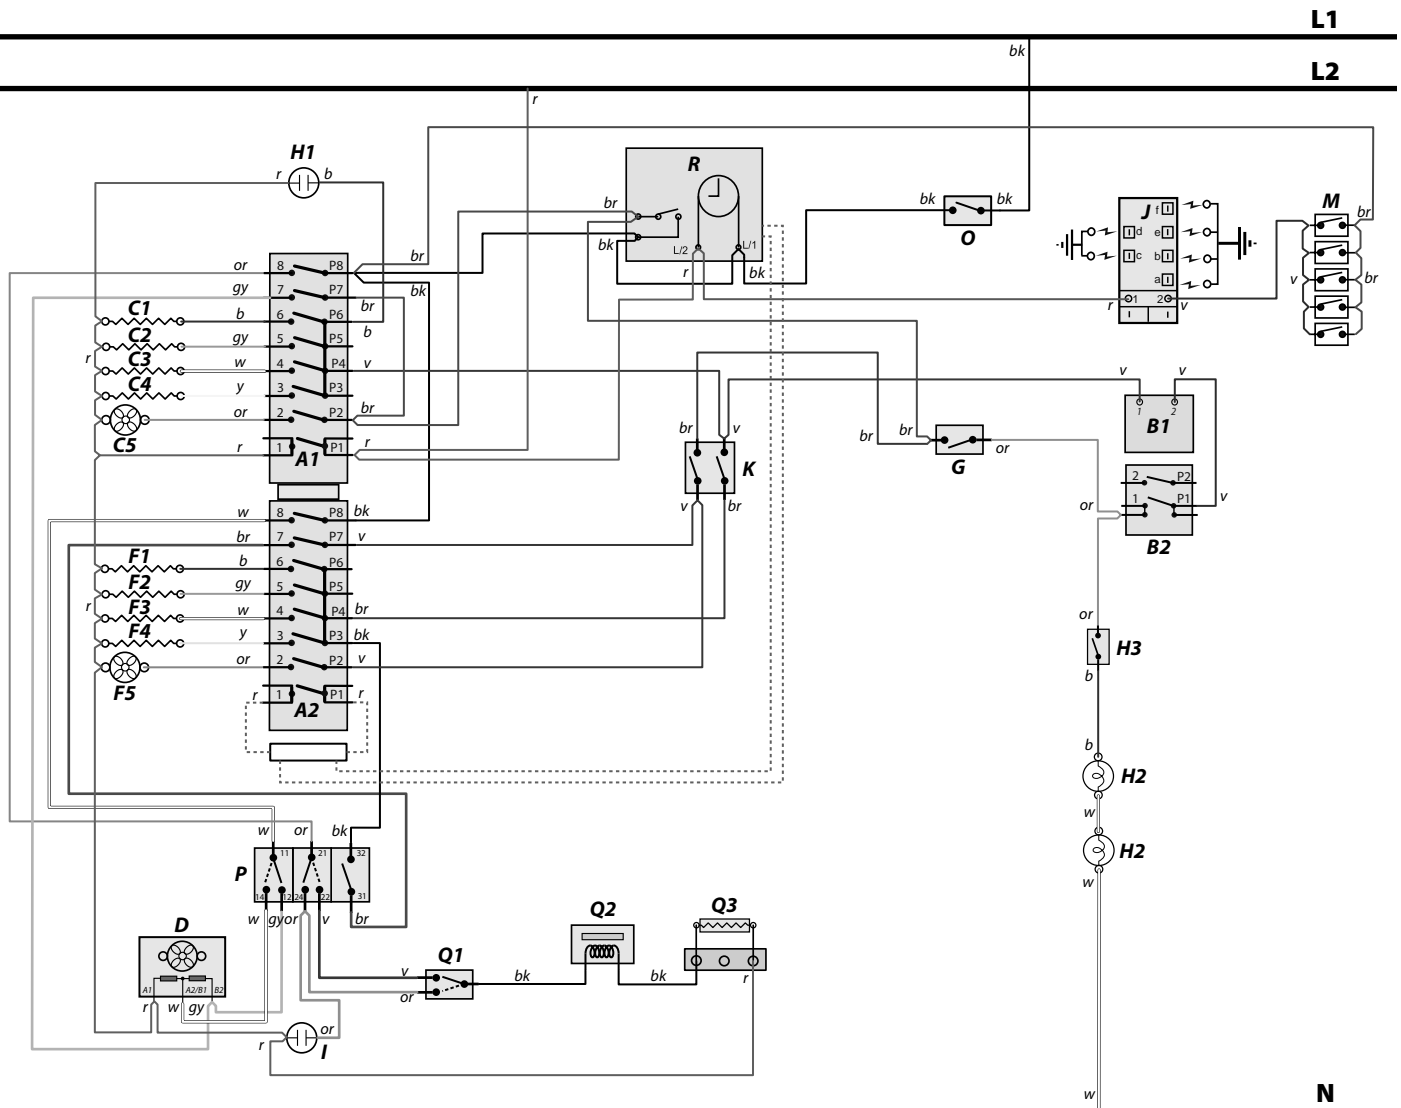 L1
bk
L2
r
H1
r b
R
br
bk
L/2 L/1
r bk
bk bk
O
J
f
d e
c b
a
r 1 2 v
M
br
v br
or 8 P8 br
gy 7 P7 br bk
C1 b 6 P6 b
C2 gy 5 P5
r C3 w 4 P4 v
C4 y 3 P3
or 2 P2 br
C5
r 1 P1 r
A1
v v
1 2
B1
br v
K
v br
br br
G
or
2 P2
1 P1
or v
B2
w 8 P8 bk
br 7 P7 v
F1 b 6 P6
F2 gy 5 P5
r F3 w 4 P4 br
F4 y 3 P3 bk
or 2 P2 v
F5
r 1 P1 r
A2
or
H3
b
b
H2
w
H2
w
w or bk
P
11 21 32
14 12 24 22 31
w gy or v br
D
A1 A2/B1 B2
r w gy
Q1
v
or
bk
Q2
bk
Q3
r
or
r I
w
N